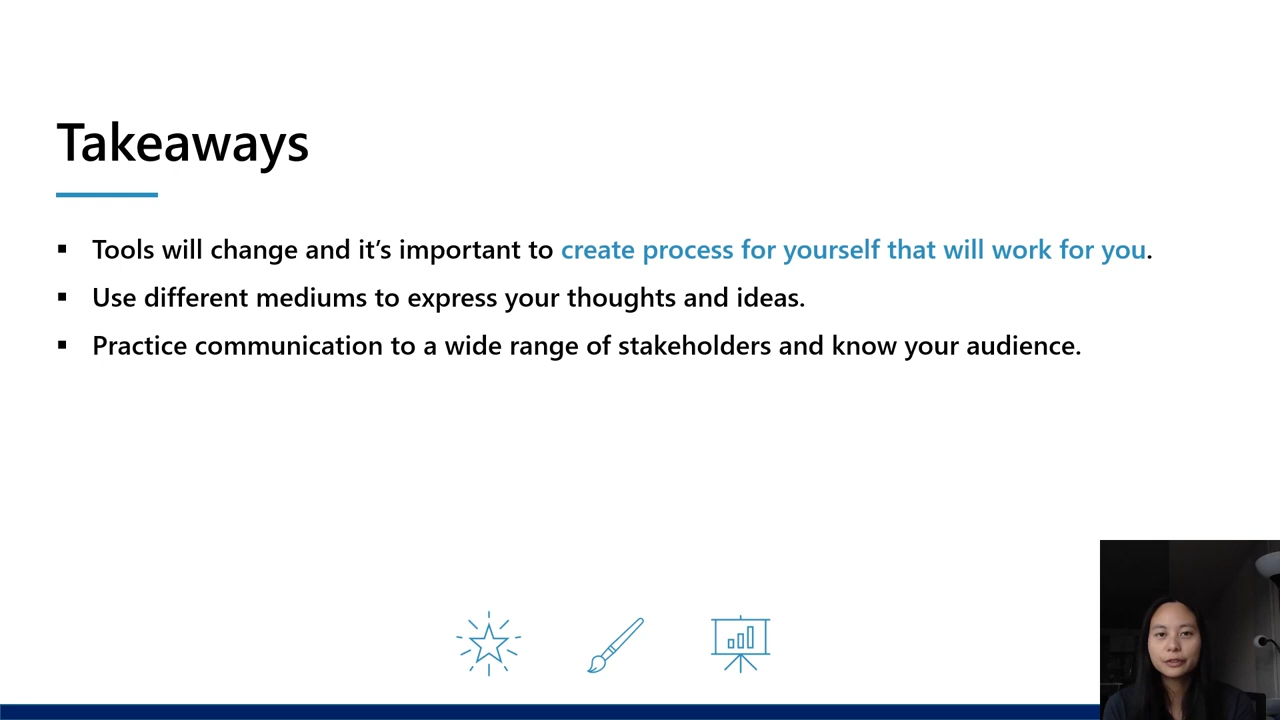 Takeaways
▪ Tools will change and it’s important to create process for yourself that will work for you.
▪ Use different mediums to express your thoughts and ideas.
▪ Practice communication to a wide range of stakeholders and know your audience.